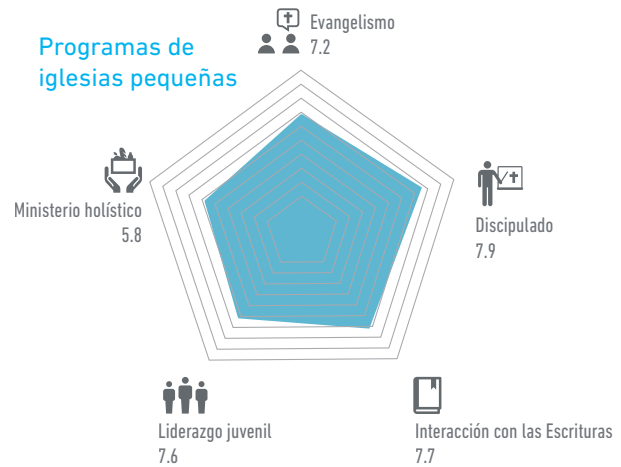 Programas de
iglesias pequeñas
Evangelismo
7.2
Discipulado
7.9
Interacción con las Escrituras
7.7
Liderazgo juvenil
7.6
Ministerio holístico
5.8